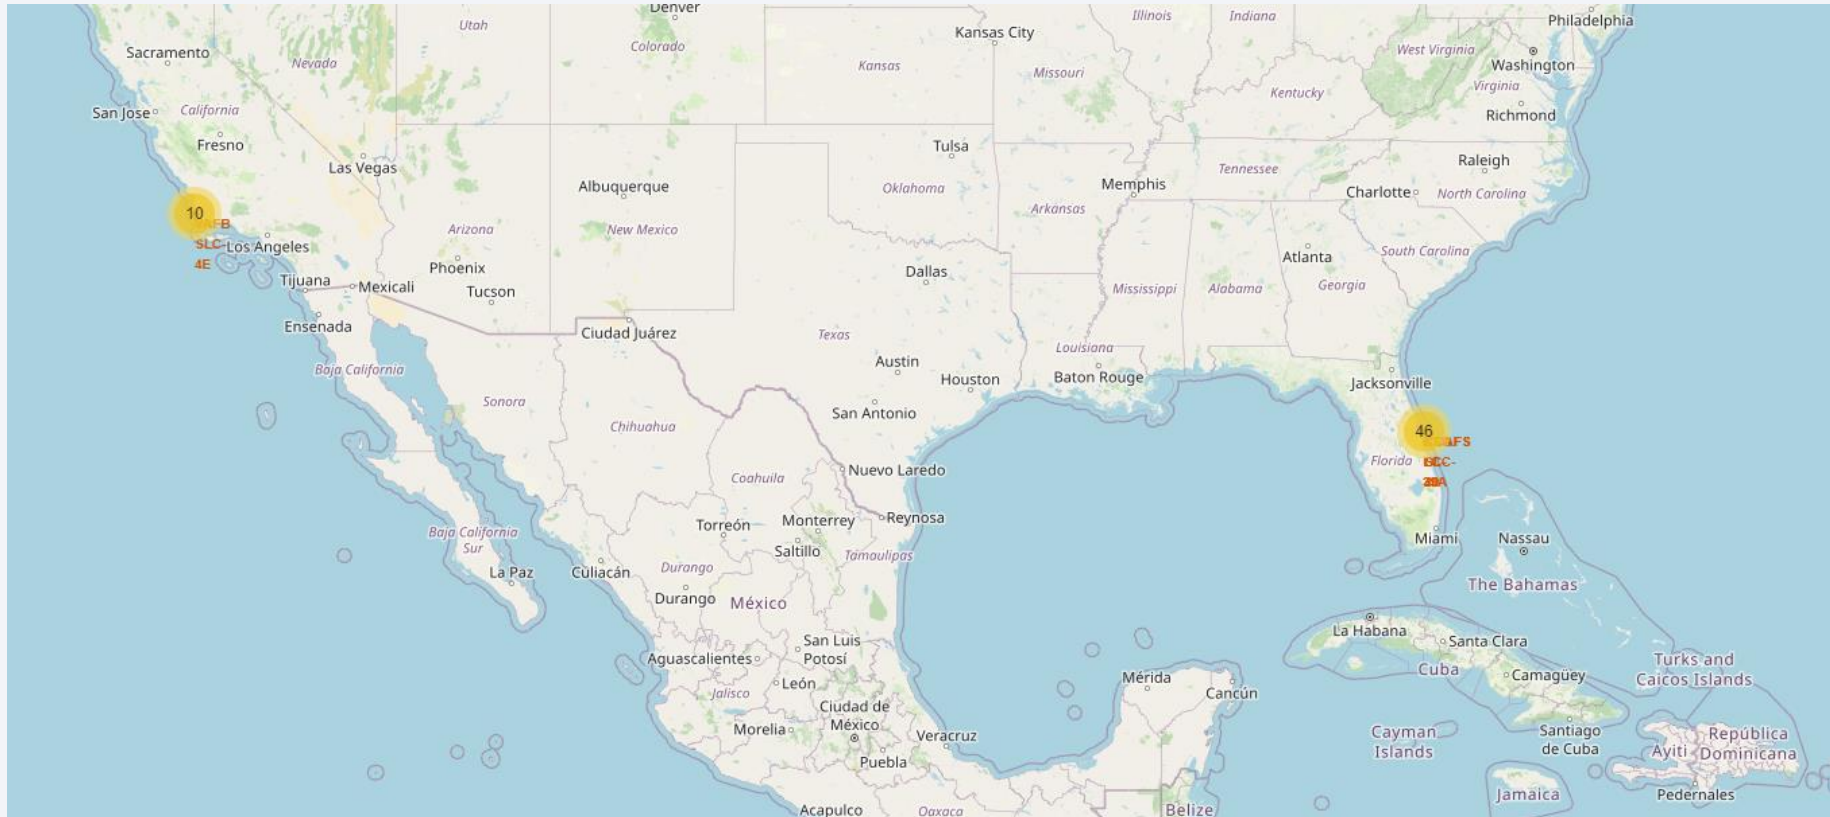 Denver
Utah
Illinois
Indiana
Philadelphia
Kansas City
Sacramento
Colorado
West Virginia
Nevada
Kansas
Missouri
Washington
Kentucky
Virginia
San Jose
California
Richmond
Fresno
Tulsa
Las Vegas
Raleigh
Tennessee
Albuquerque
Oklahoma
Memphis
Charlotte
North Carolina
10
Arkansas
SLC-
4E
Los Angeles
Arizona
New Mexico
Atlanta
South Carolina
Phoenix
Dallas
Tijuana
Mexicali
Tucson
Mississippi
Alabama
Georgia
Ensenada
Ciudad Juárez
Texas
Louisiana
Baja California
Austin
Houston
Baton Rouge
Jacksonville
Sonora
San Antonio
Chihuahua
46
Florida
Nuevo Laredo
Coahuila
Torreón
Monterrey
Reynosa
Baja California
Sur
Saltillo
Tamaulipas
Miami
Nassau
La Paz
Culiacán
Durango
The Bahamas
Durango
México
La Habana
Santa Clara
San Luis
Potosí
Aguascalientes
Cuba
Camagüey
Turks and
Caicos Islands
León
Jalisco
Mérida
Cancún
Ciudad de
México
Morelia
Veracruz
Cayman
Islands
Santiago
de Cuba
República
Dominicana
Ayiti
Puebla
Acapulco
Oaxaca
Belize
Jamaica
Pedernales